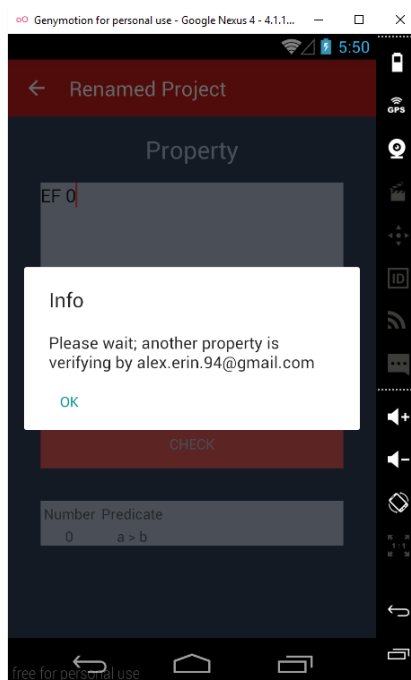 Genymotion for personal use - Google Nexus 4 - 4.1.1...
5:50
Renamed Project
Property
EF 0
GPS
ID
Info
Please wait; another property is
verifying by alex.erin.94@gmail.com
OK
CHECK
Number Predicate
0 a > b
1:1
free for personal use